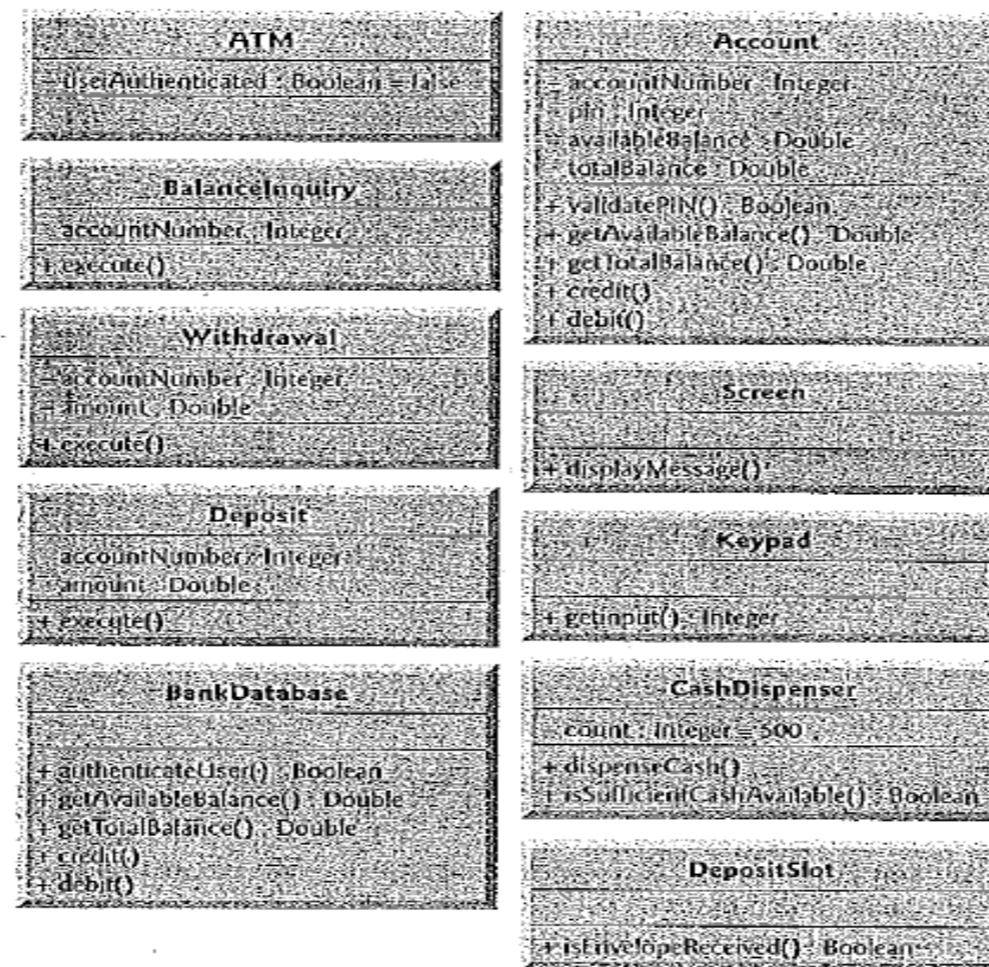 ATM
- userAuthenticated : Boolean = false
BalanceInquiry
- accountNumber : Integer
+ execute()
Withdrawal
- accountNumber : Integer
- amount : Double
+ execute()
Deposit
- accountNumber : Integer
- amount : Double
+ execute()
BankDatabase
+ authenticateUser() : Boolean
+ getAvailableBalance() : Double
+ getTotalBalance() : Double
+ credit()
+ debit()
Account
- accountNumber : Integer
- pin : Integer
- availableBalance : Double
- totalBalance : Double
+ validatePIN() : Boolean
+ getAvailableBalance() : Double
+ getTotalBalance() : Double
+ credit()
+ debit()
Screen
+ displayMessage()
Keypad
+ getInput() : Integer
CashDispenser
- count : Integer = 500
+ dispenseCash()
+ isSufficientCashAvailable() : Boolean
DepositSlot
+ isEnvelopeReceived() : Boolean